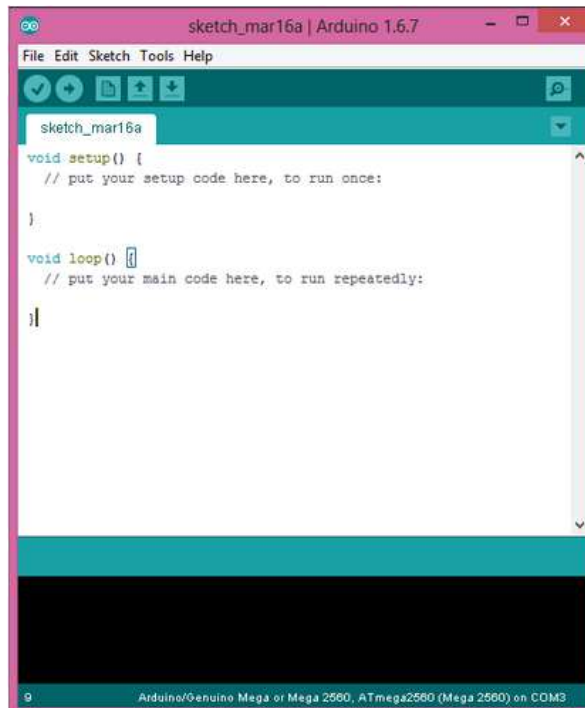 sketch_mar16a | Arduino 1.6.7
File Edit Sketch Tools Help
sketch_mar16a
void setup() {
  // put your setup code here, to run once:
}
void loop() {
  // put your main code here, to run repeatedly:
}
9 Arduino/Genuino Mega or Mega 2560, ATmega2560 (Mega 2560) on COM3